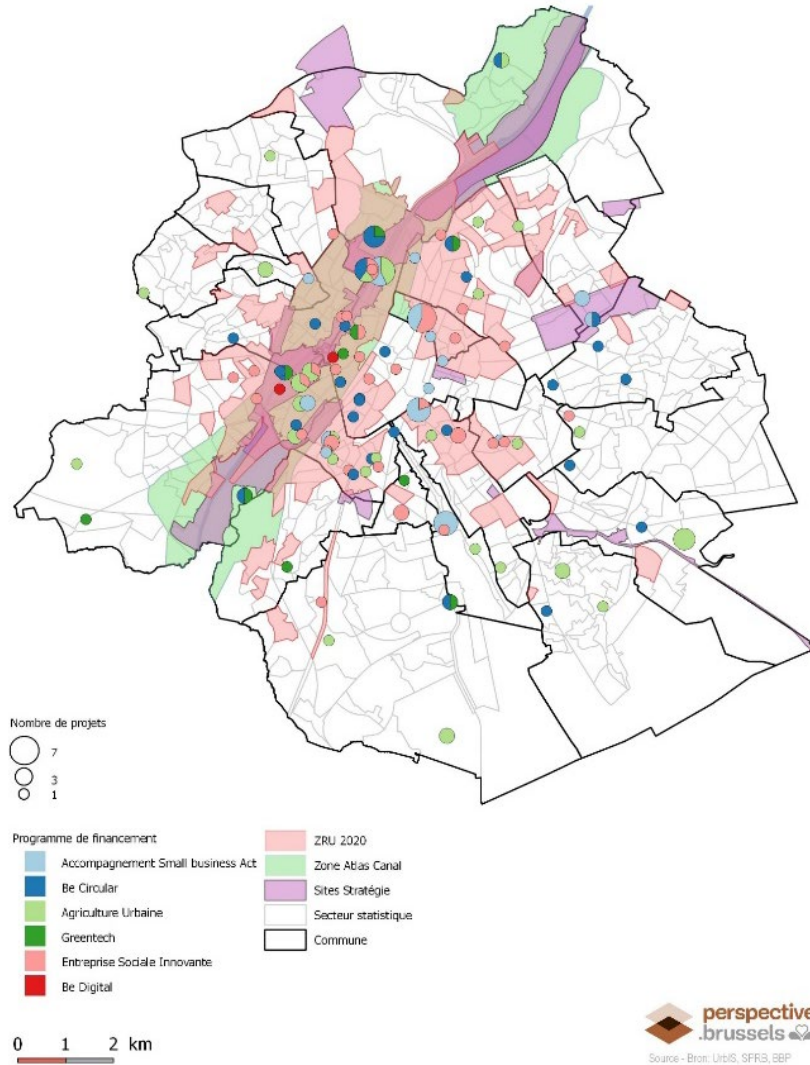 Nombre de projets
7
3
1
Programme de financement
Accompagnement Small business Act
Be Circular
Agriculture Urbaine
Greentech
Entreprise Sociale Innovante
Be Digital
ZRU 2020
Zone Atlas Canal
Sites Stratégie
Secteur statistique
Commune
0 1 2 km
perspective
.brussels
Source - Bron: UrbIS, SPRB, BBP